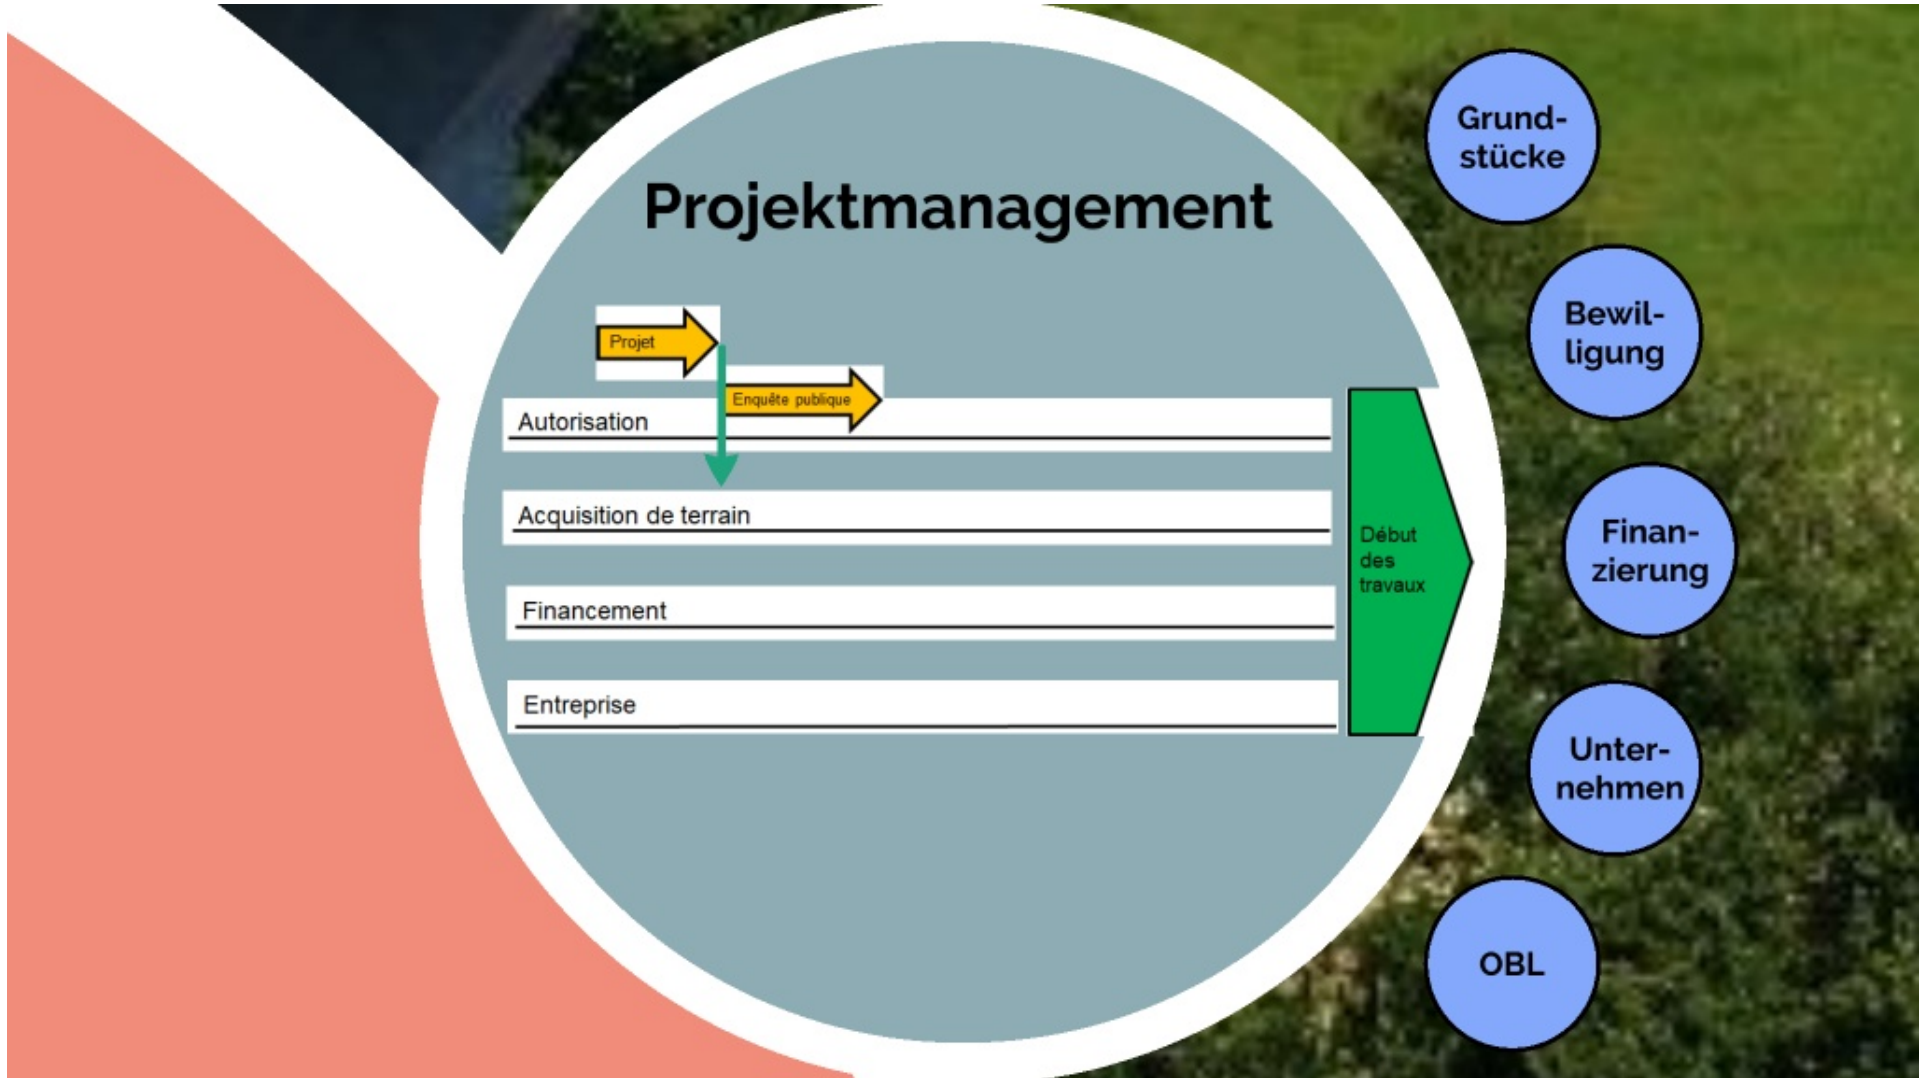 Projektmanagement
Projet
Enquête publique
Autorisation
Acquisition de terrain
Financement
Entreprise
Début
des
travaux
Grund-
stücke
Bewil-
ligung
Finan-
zierung
Unter-
nehmen
OBL